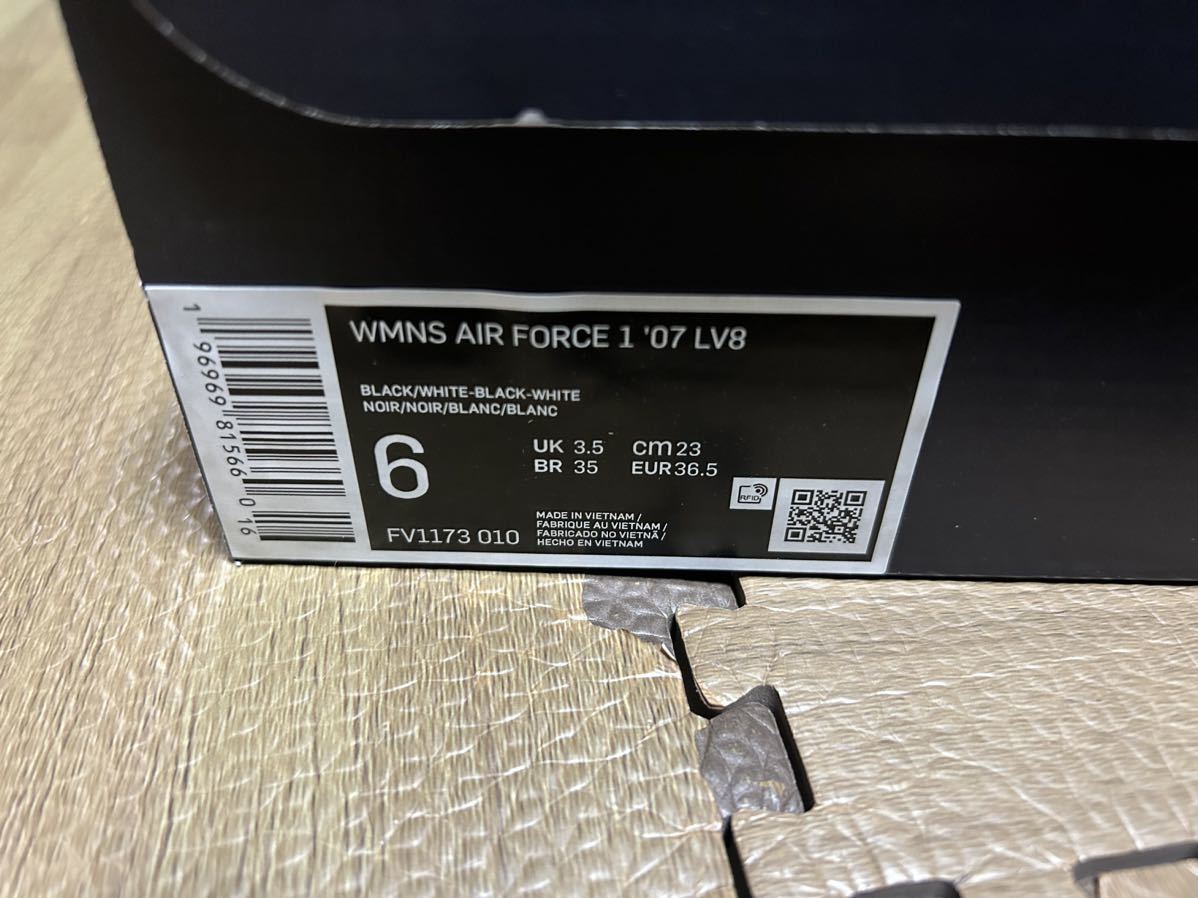 WMNS AIR FORCE 1 '07 LV8
BLACK/WHITE-BLACK-WHITE
NOIR/NOIR/BLANC/BLANC
6
UK 3.5 cm 23
BR 35 EUR 36.5
RFID
FV1173 010
MADE IN VIETNAM /
FABRIQUE AU VIETNAM /
FABRICADO NO VIETNÃ /
HECHO EN VIETNAM
1 96969 81566 0 16